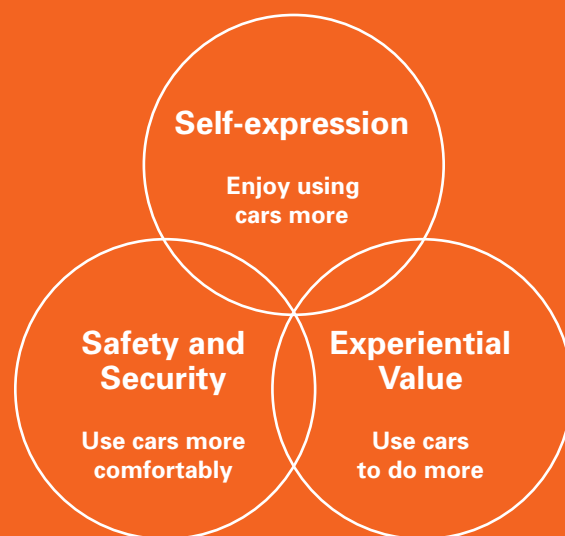 Self-expression
Enjoy using
cars more
Safety and
Security
Use cars more
comfortably
Experiential
Value
Use cars
to do more